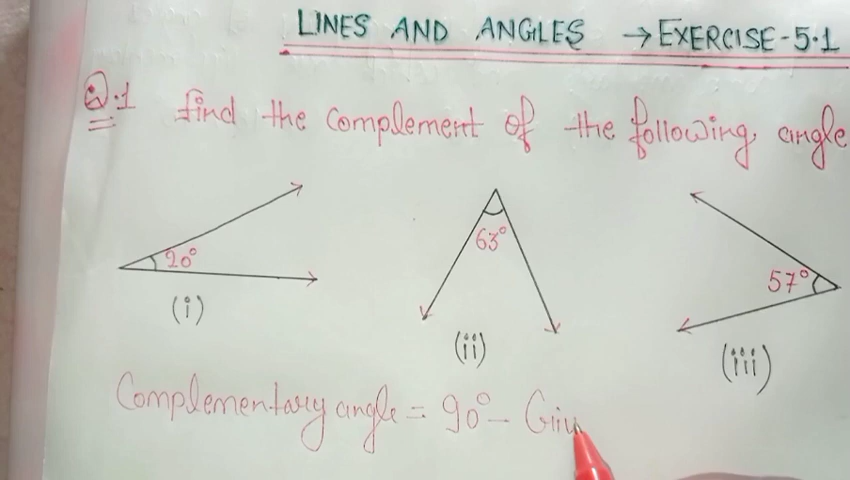 LINES AND ANGLES → EXERCISE-5.1
Q.1 find the complement of the following angle
20° 63° 57°
(i) (ii) (iii)
Complementary angle = 90° - Giv